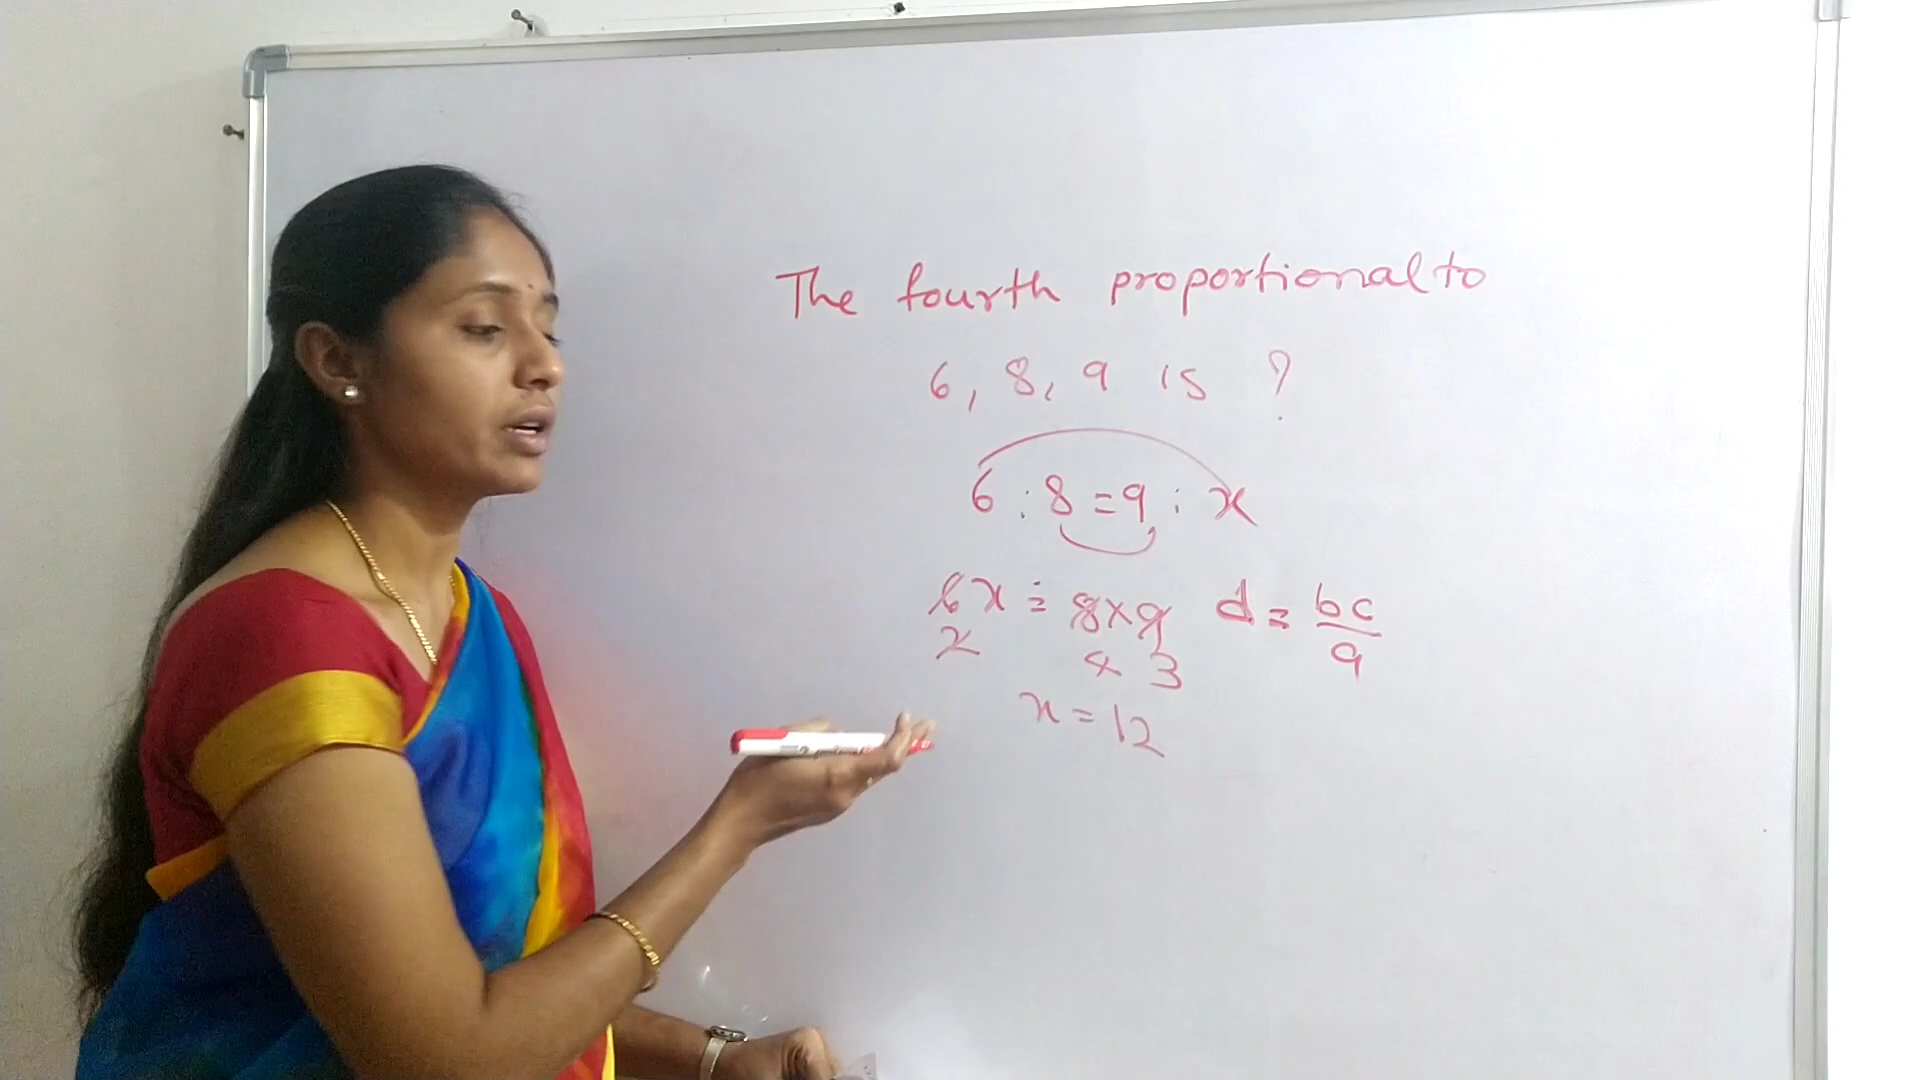 The fourth proportional to
6, 8, 9 is ?
6 : 8 = 9 : x
6x = 8x9 d = bc/a
2 4 3
x = 12